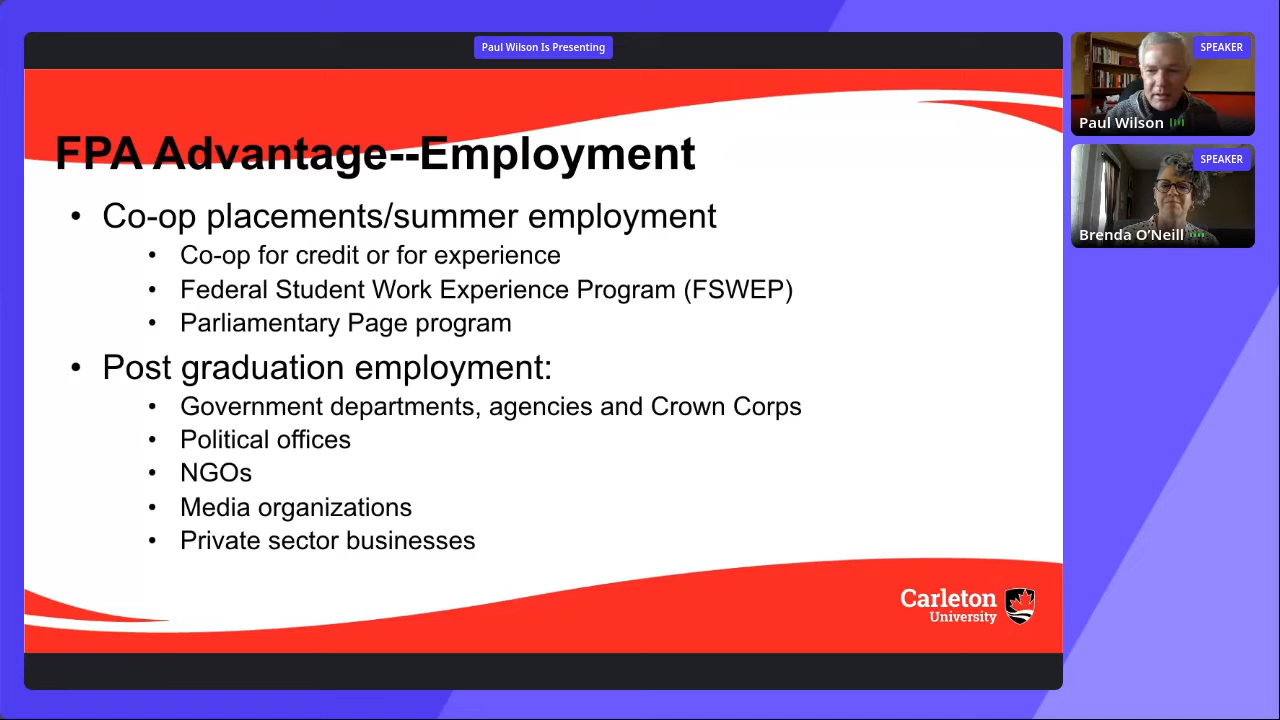 Paul Wilson Is Presenting
FPA Advantage--Employment
• Co-op placements/summer employment
• Co-op for credit or for experience
• Federal Student Work Experience Program (FSWEP)
• Parliamentary Page program
• Post graduation employment:
• Government departments, agencies and Crown Corps
• Political offices
• NGOs
• Media organizations
• Private sector businesses
Carleton
University
SPEAKER
Paul Wilson
SPEAKER
Brenda O’Neill